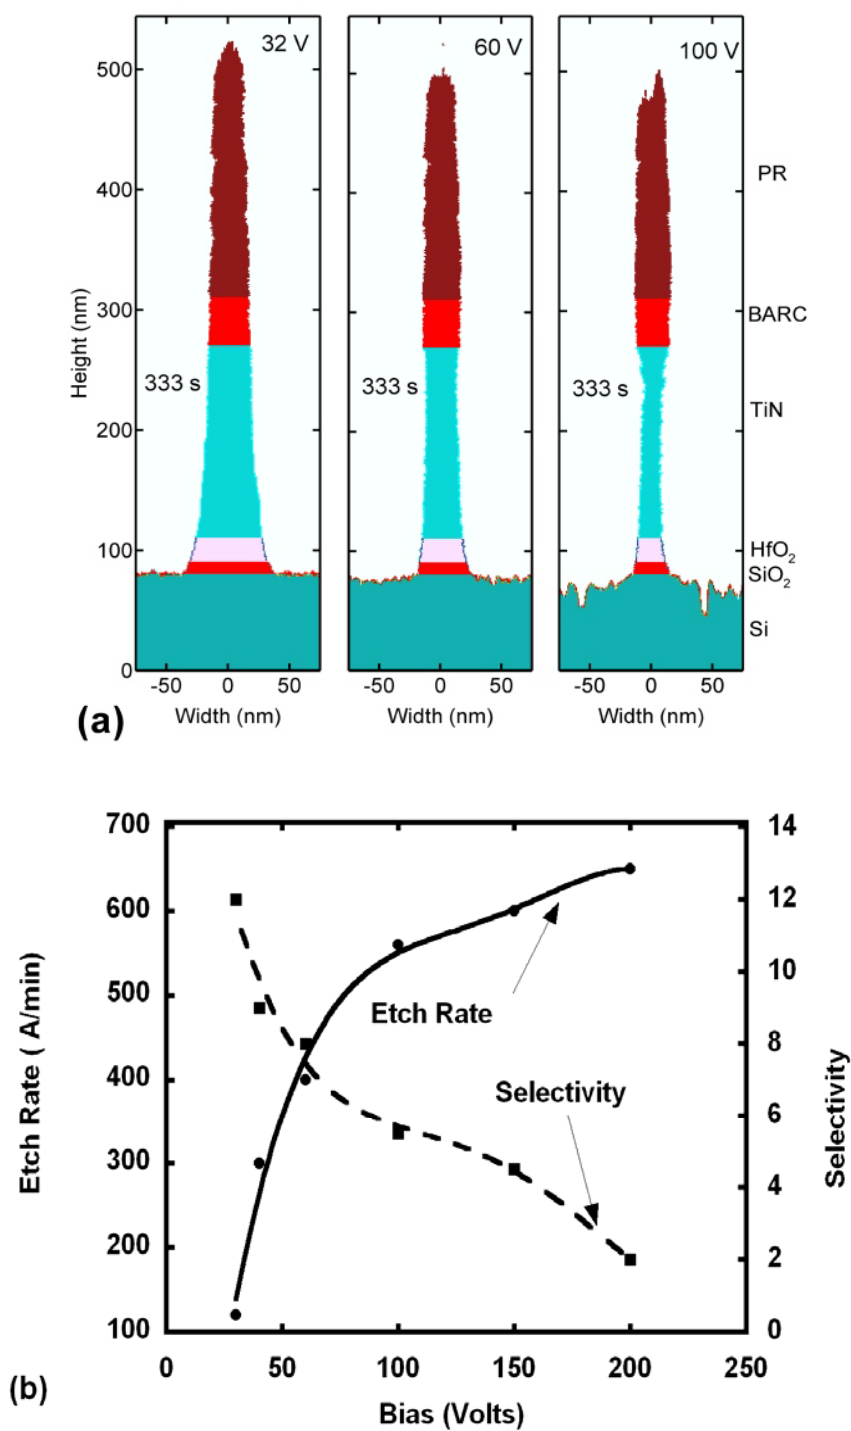 32 V
60 V
100 V
500
400
300
200
100
0
Height (nm)
333 s
333 s
333 s
PR
BARC
TiN
HfO2
SiO2
Si
-50 0 50
-50 0 50
-50 0 50
Width (nm)
Width (nm)
Width (nm)
(a)
700
600
500
400
300
200
100
Etch Rate ( A/min)
14
12
10
8
6
4
2
0
Selectivity
Etch Rate
Selectivity
0 50 100 150 200 250
Bias (Volts)
(b)